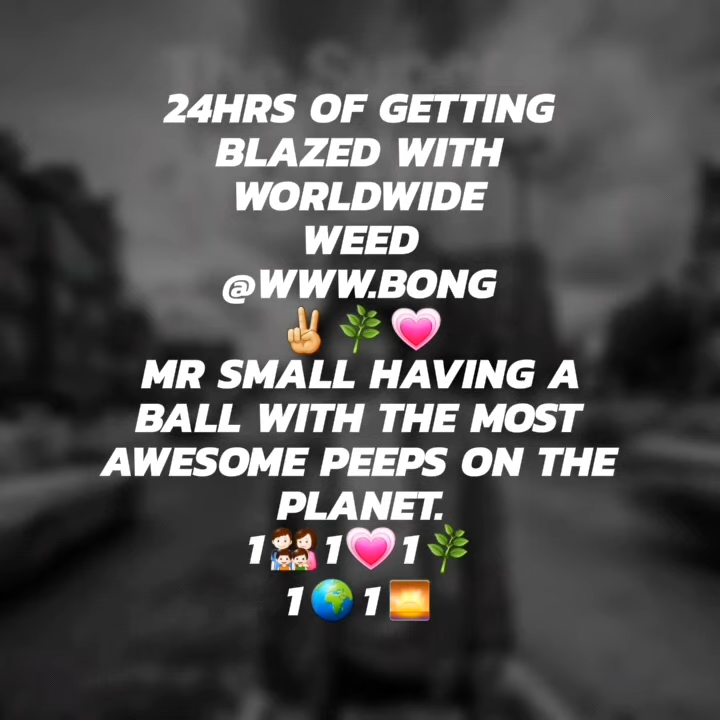 24HRS OF GETTING
BLAZED WITH
WORLDWIDE
WEED
@WWW.BONG
✌🌿💗
MR SMALL HAVING A
BALL WITH THE MOST
AWESOME PEEPS ON THE
PLANET.
1👨‍👩‍👧‍👦1💗1🌿
1🌍1🌅